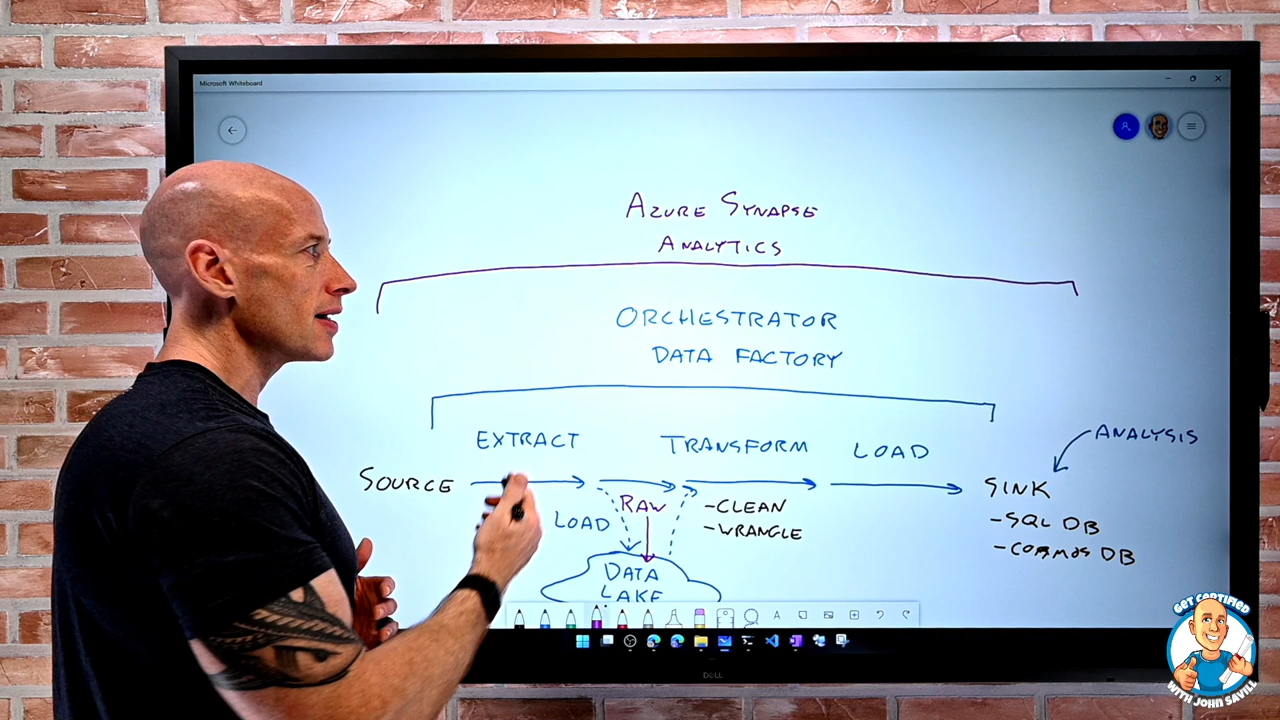 Microsoft Whiteboard
AZURE SYNAPSE
ANALYTICS
ORCHESTRATOR
DATA FACTORY
EXTRACT
TRANSFORM
LOAD
ANALYSIS
SOURCE
SINK
RAW
-CLEAN
-WRANGLE
LOAD
-SQL DB
-COSMOS DB
DATA
LAKE
DELL
GET CERTIFIED
WITH JOHN SAVILL